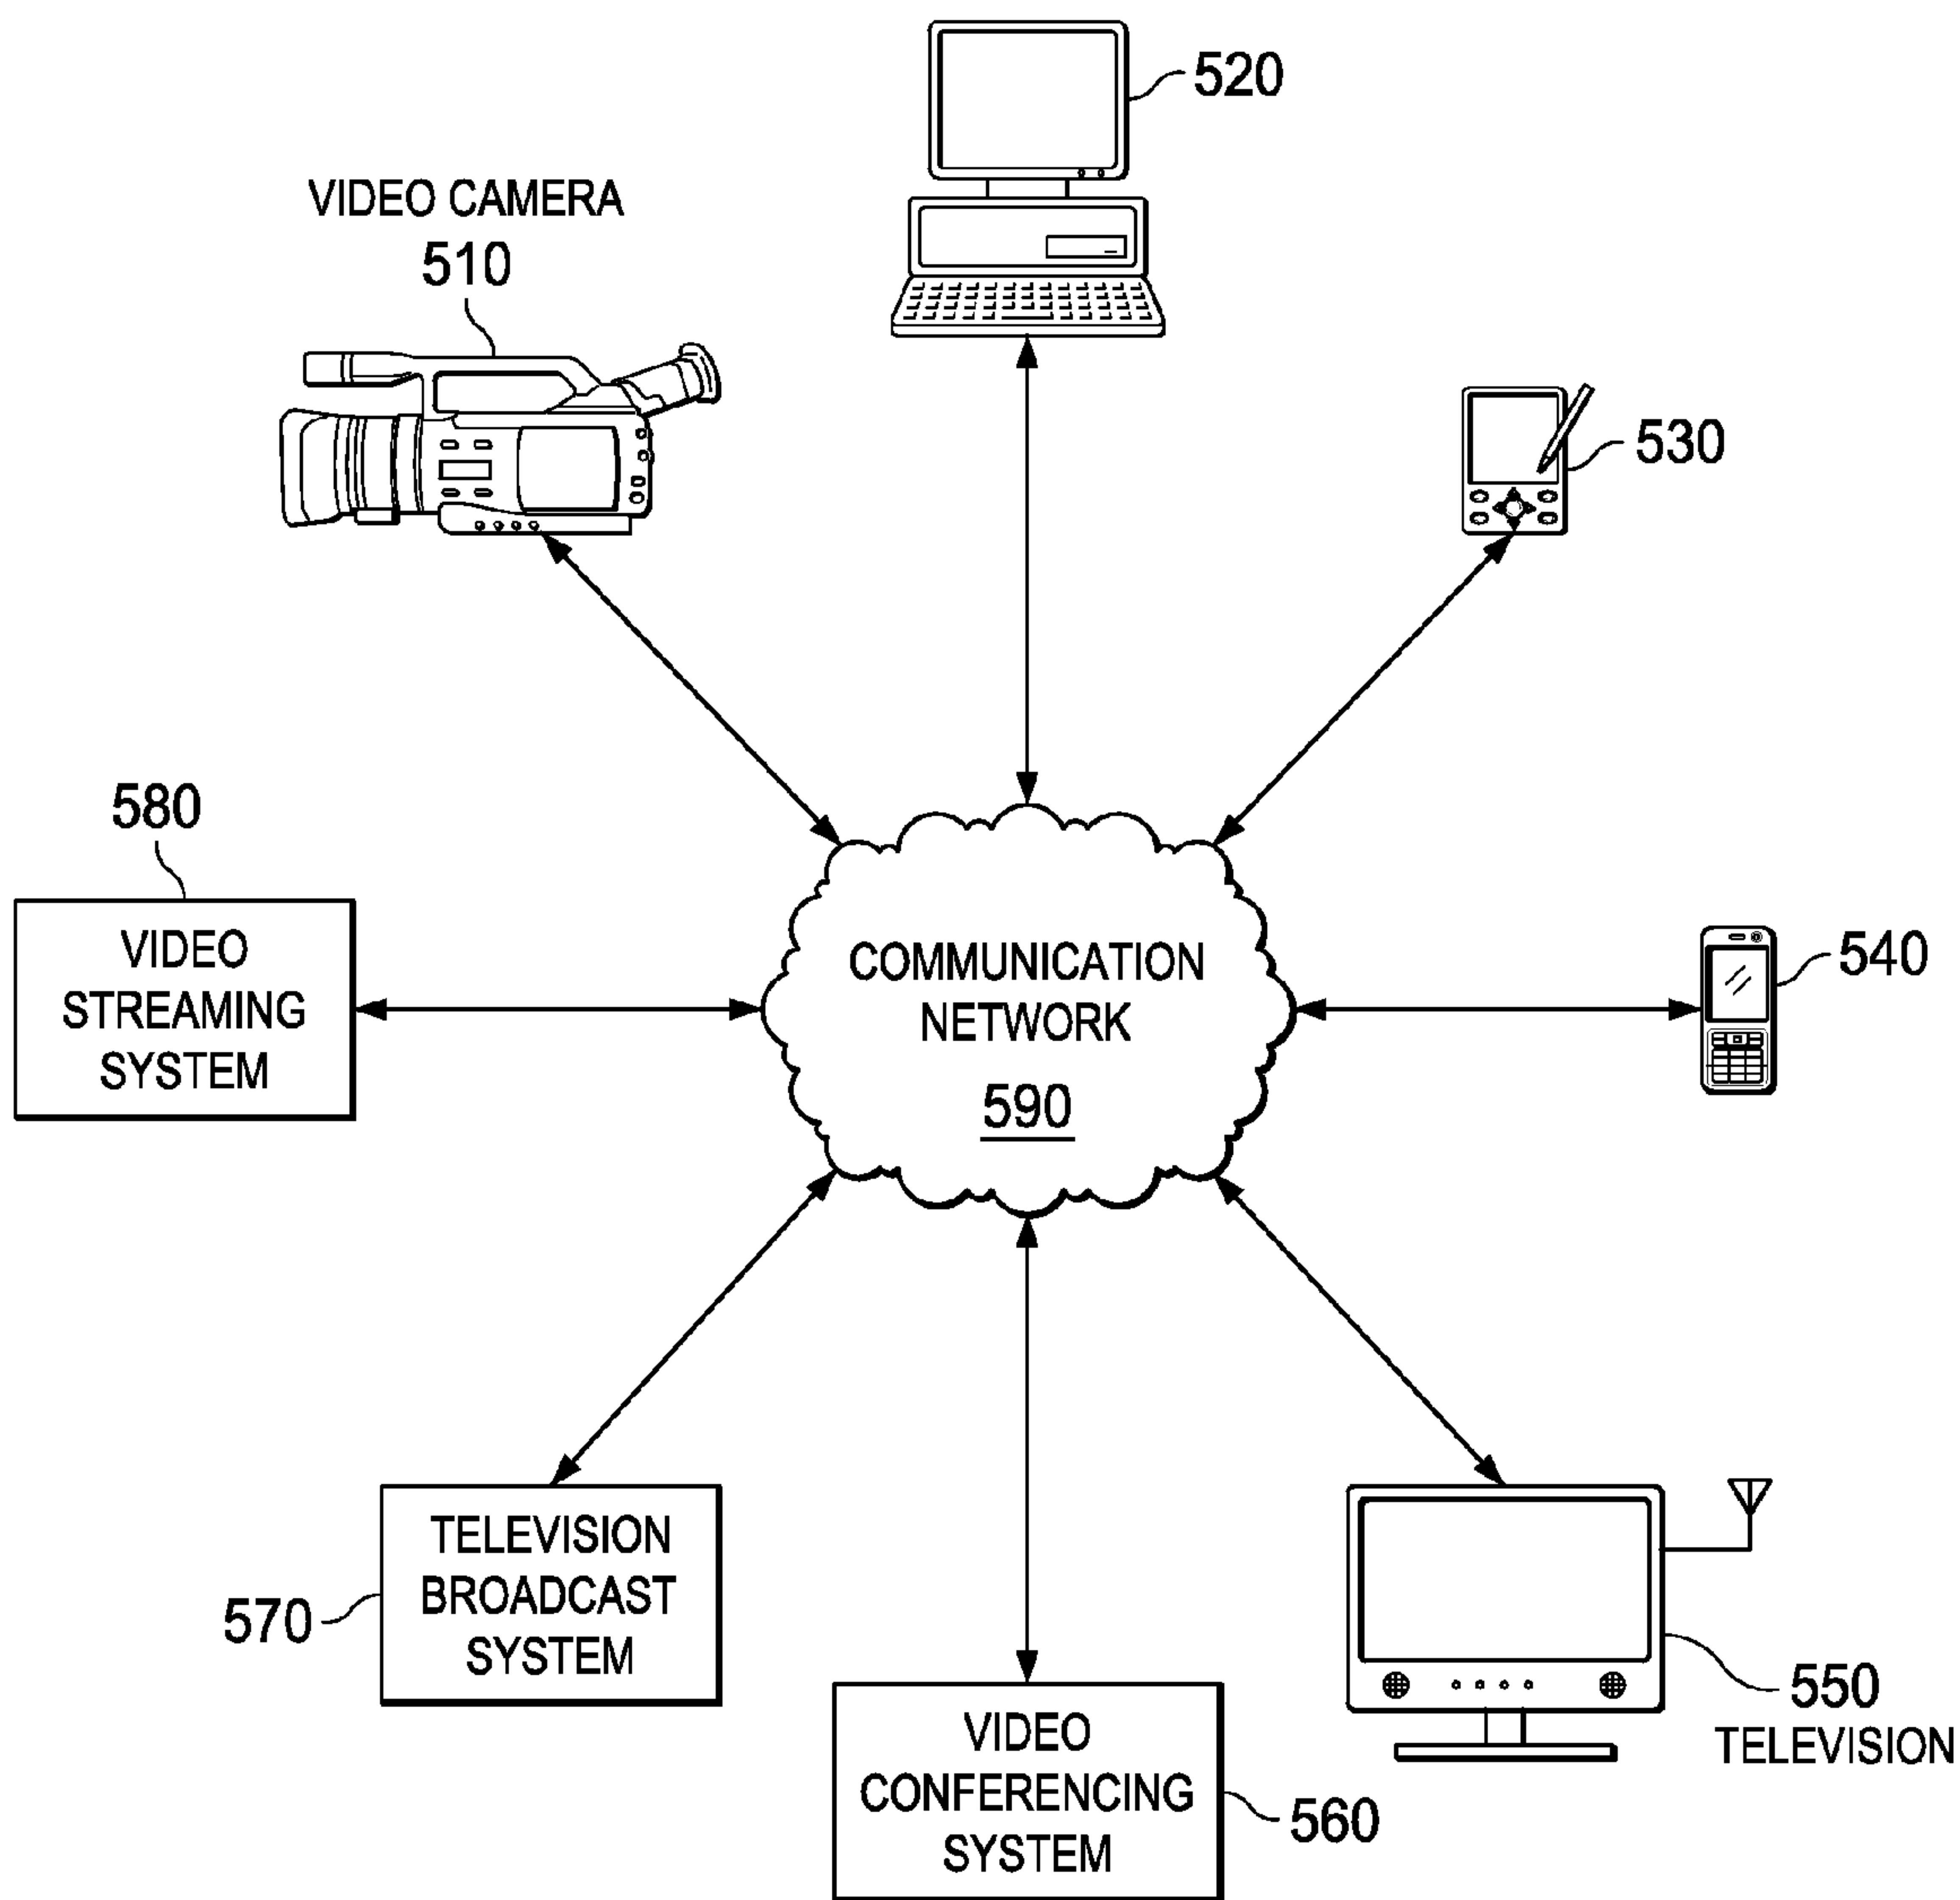 520
VIDEO CAMERA
510
530
580
VIDEO
STREAMING
SYSTEM
COMMUNICATION
NETWORK
590
540
TELEVISION
BROADCAST
SYSTEM
570
VIDEO
CONFERENCING
SYSTEM
560
550
TELEVISION